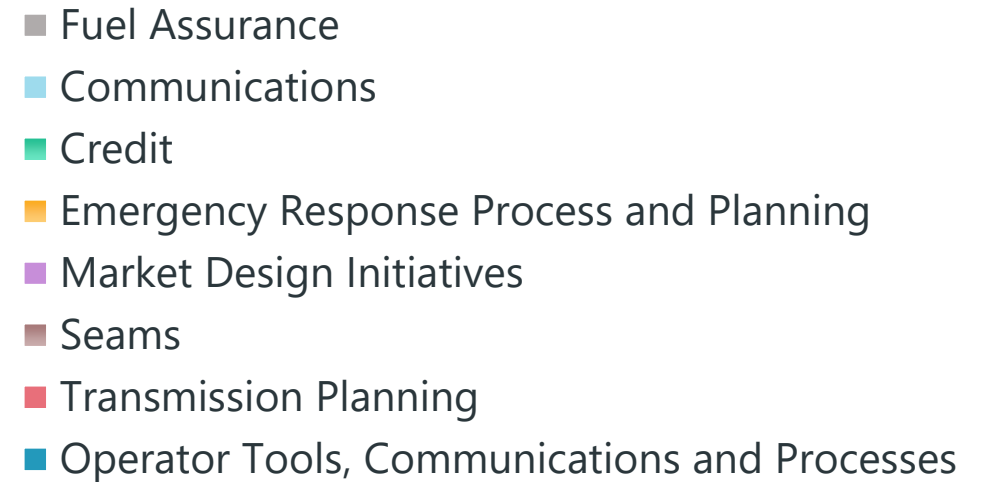 Fuel Assurance
Communications
Credit
Emergency Response Process and Planning
Market Design Initiatives
Seams
Transmission Planning
Operator Tools, Communications and Processes